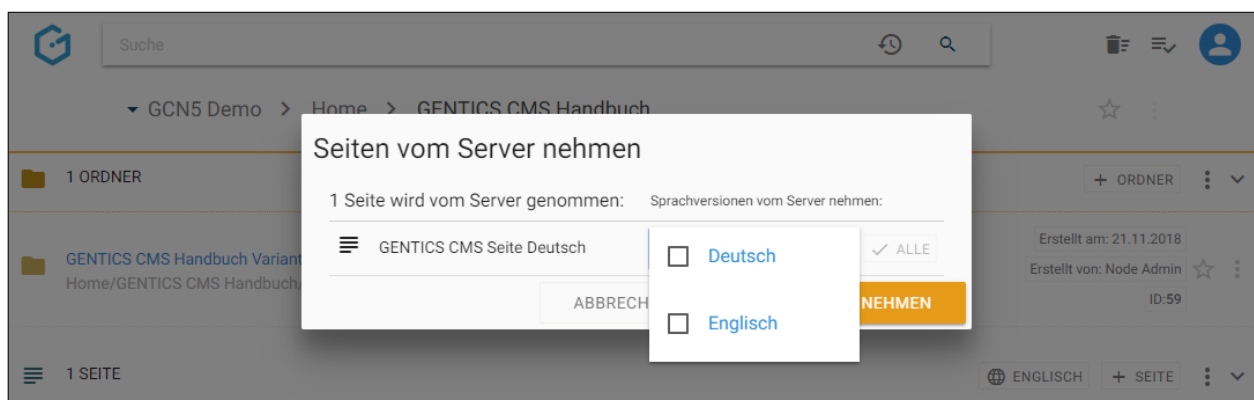 Suche
GCN5 Demo > Home > GENTICS CMS Handbuch
Seiten vom Server nehmen
1 ORDNER
+ ORDNER
1 Seite wird vom Server genommen: Sprachversionen vom Server nehmen:
GENTICS CMS Seite Deutsch
ALLE
Deutsch
Erstellt am: 21.11.2018
GENTICS CMS Handbuch Variant
Erstellt von: Node Admin
Home/GENTICS CMS Handbuch/
ID:59
ABBRECH
NEHMEN
Englisch
1 SEITE
ENGLISCH
+ SEITE